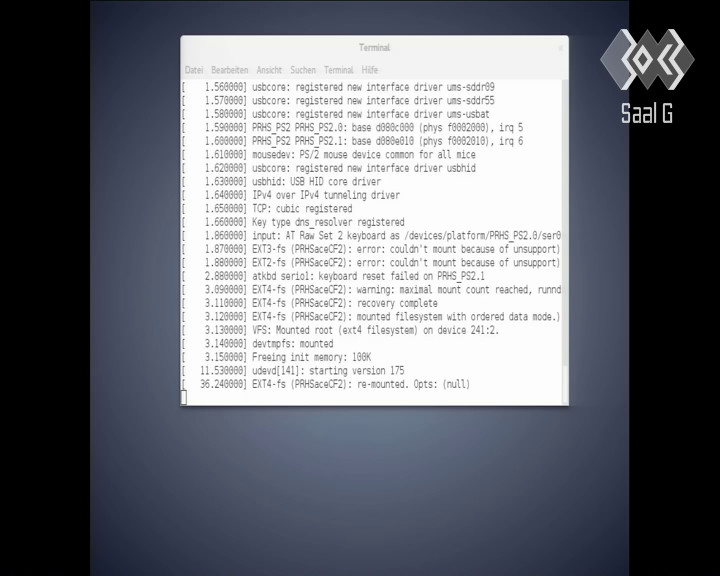 Terminal
Datei Bearbeiten Ansicht Suchen Terminal Hilfe
[ 1.560000] usbcore: registered new interface driver ums-sddr09
[ 1.570000] usbcore: registered new interface driver ums-sddr55
[ 1.580000] usbcore: registered new interface driver ums-usbat
[ 1.590000] PRHS_PS2 PRHS_PS2.0: base d080c000 (phys f0002000), irq 5
[ 1.600000] PRHS_PS2 PRHS_PS2.1: base d080e010 (phys f0002010), irq 6
[ 1.610000] mousedev: PS/2 mouse device common for all mice
[ 1.620000] usbcore: registered new interface driver usbhid
[ 1.630000] usbhid: USB HID core driver
[ 1.640000] IPv4 over IPv4 tunneling driver
[ 1.650000] TCP: cubic registered
[ 1.660000] Key type dns_resolver registered
[ 1.860000] input: AT Raw Set 2 keyboard as /devices/platform/PRHS_PS2.0/ser0
[ 1.870000] EXT3-fs (PRHSaceCF2): error: couldn't mount because of unsupport)
[ 1.880000] EXT2-fs (PRHSaceCF2): error: couldn't mount because of unsupport)
[ 2.880000] atkbd serio1: keyboard reset failed on PRHS_PS2.1
[ 3.090000] EXT4-fs (PRHSaceCF2): warning: maximal mount count reached, runnd
[ 3.110000] EXT4-fs (PRHSaceCF2): recovery complete
[ 3.120000] EXT4-fs (PRHSaceCF2): mounted filesystem with ordered data mode.)
[ 3.130000] VFS: Mounted root (ext4 filesystem) on device 241:2.
[ 3.140000] devtmpfs: mounted
[ 3.150000] Freeing init memory: 100K
[ 11.530000] udevd[141]: starting version 175
[ 36.240000] EXT4-fs (PRHSaceCF2): re-mounted. Opts: (null)
Saal G